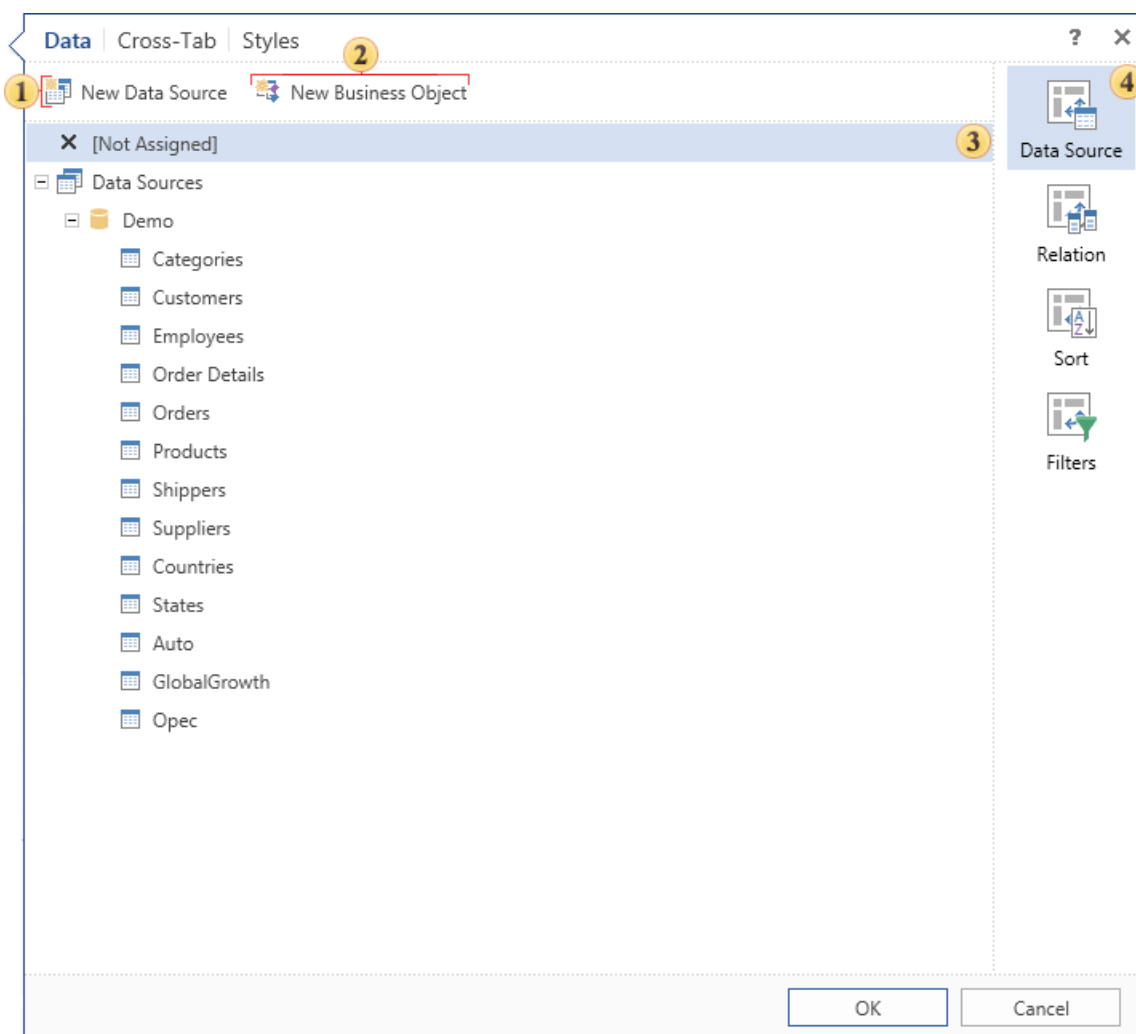 Data Cross-Tab Styles ? ×
2
1 New Data Source New Business Object 4
[Not Assigned] 3
Data Source
Data Sources
Demo
Relation
Categories
Customers
Employees
Sort
Order Details
Orders
Products
Filters
Shippers
Suppliers
Countries
States
Auto
GlobalGrowth
Opec
OK Cancel